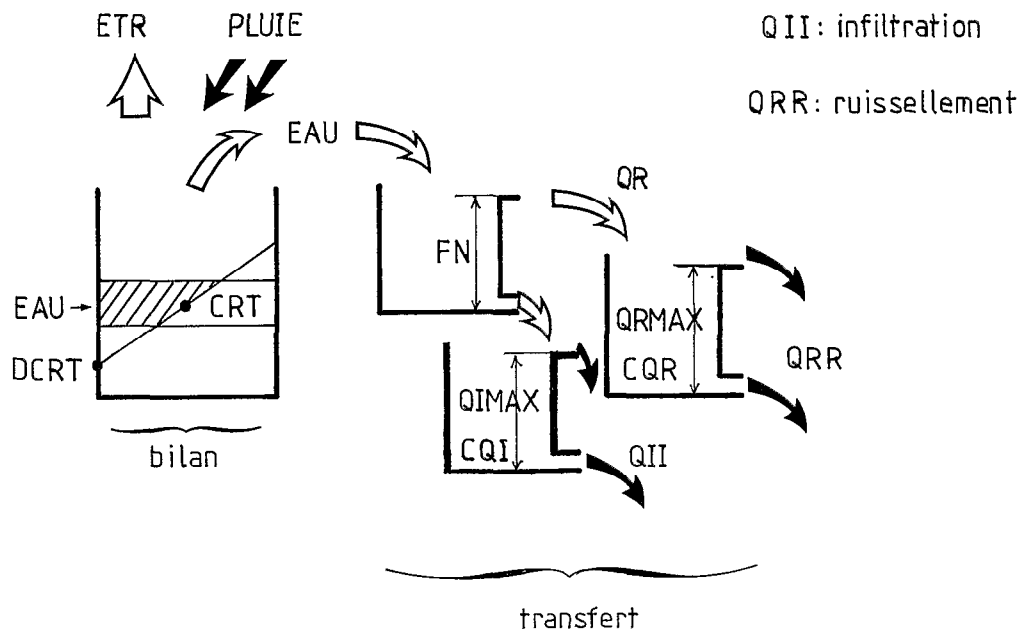 ETR PLUIE
QII: infiltration
QRR: ruissellement
EAU
QR
FN
EAU
CRT
DCRT
QRMAX
CQR
QRR
QIMAX
CQI
QII
bilan
transfert